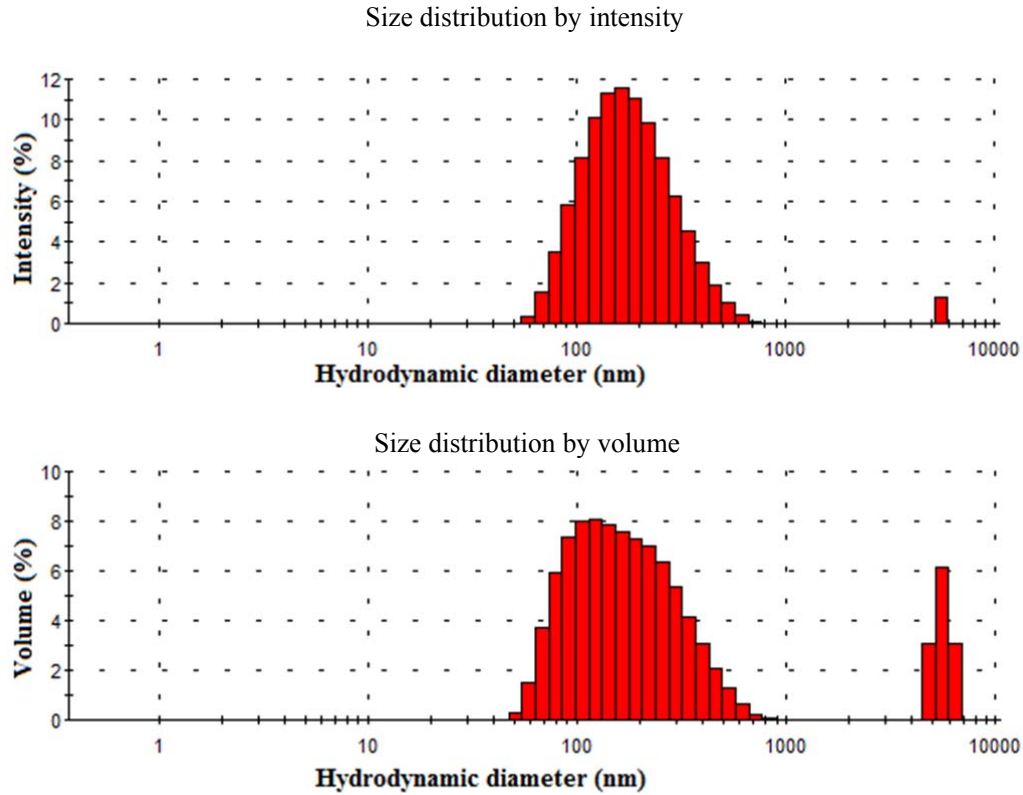 Size distribution by intensity
12
10
8
6
4
2
0
Intensity (%)
1 10 100 1000 10000
Hydrodynamic diameter (nm)
Size distribution by volume
10
8
6
4
2
0
Volume (%)
1 10 100 1000 10000
Hydrodynamic diameter (nm)